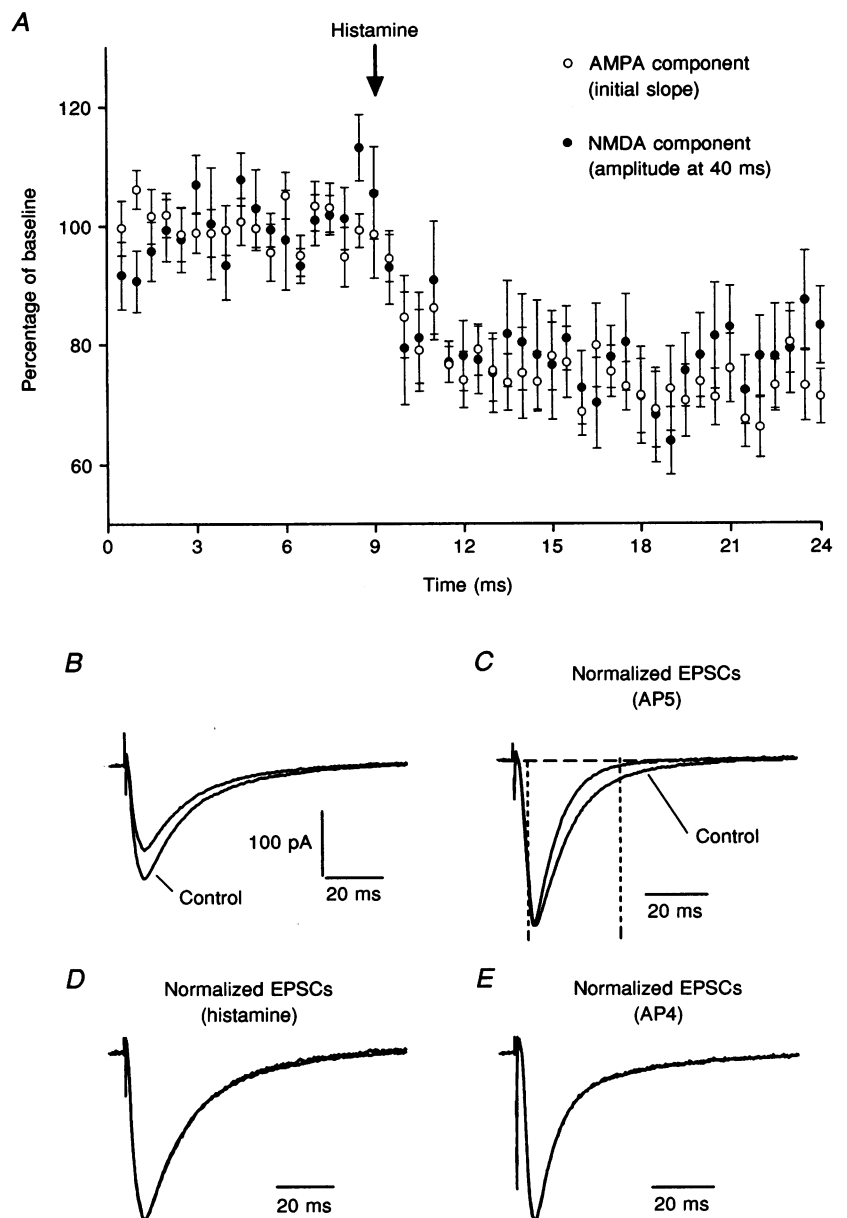 A
Histamine
AMPA component
(initial slope)
NMDA component
(amplitude at 40 ms)
Percentage of baseline
120
100
80
60
0 3 6 9 12 15 18 21 24
Time (ms)
B
Control
100 pA
20 ms
C
Normalized EPSCs
(AP5)
Control
20 ms
D
Normalized EPSCs
(histamine)
20 ms
E
Normalized EPSCs
(AP4)
20 ms